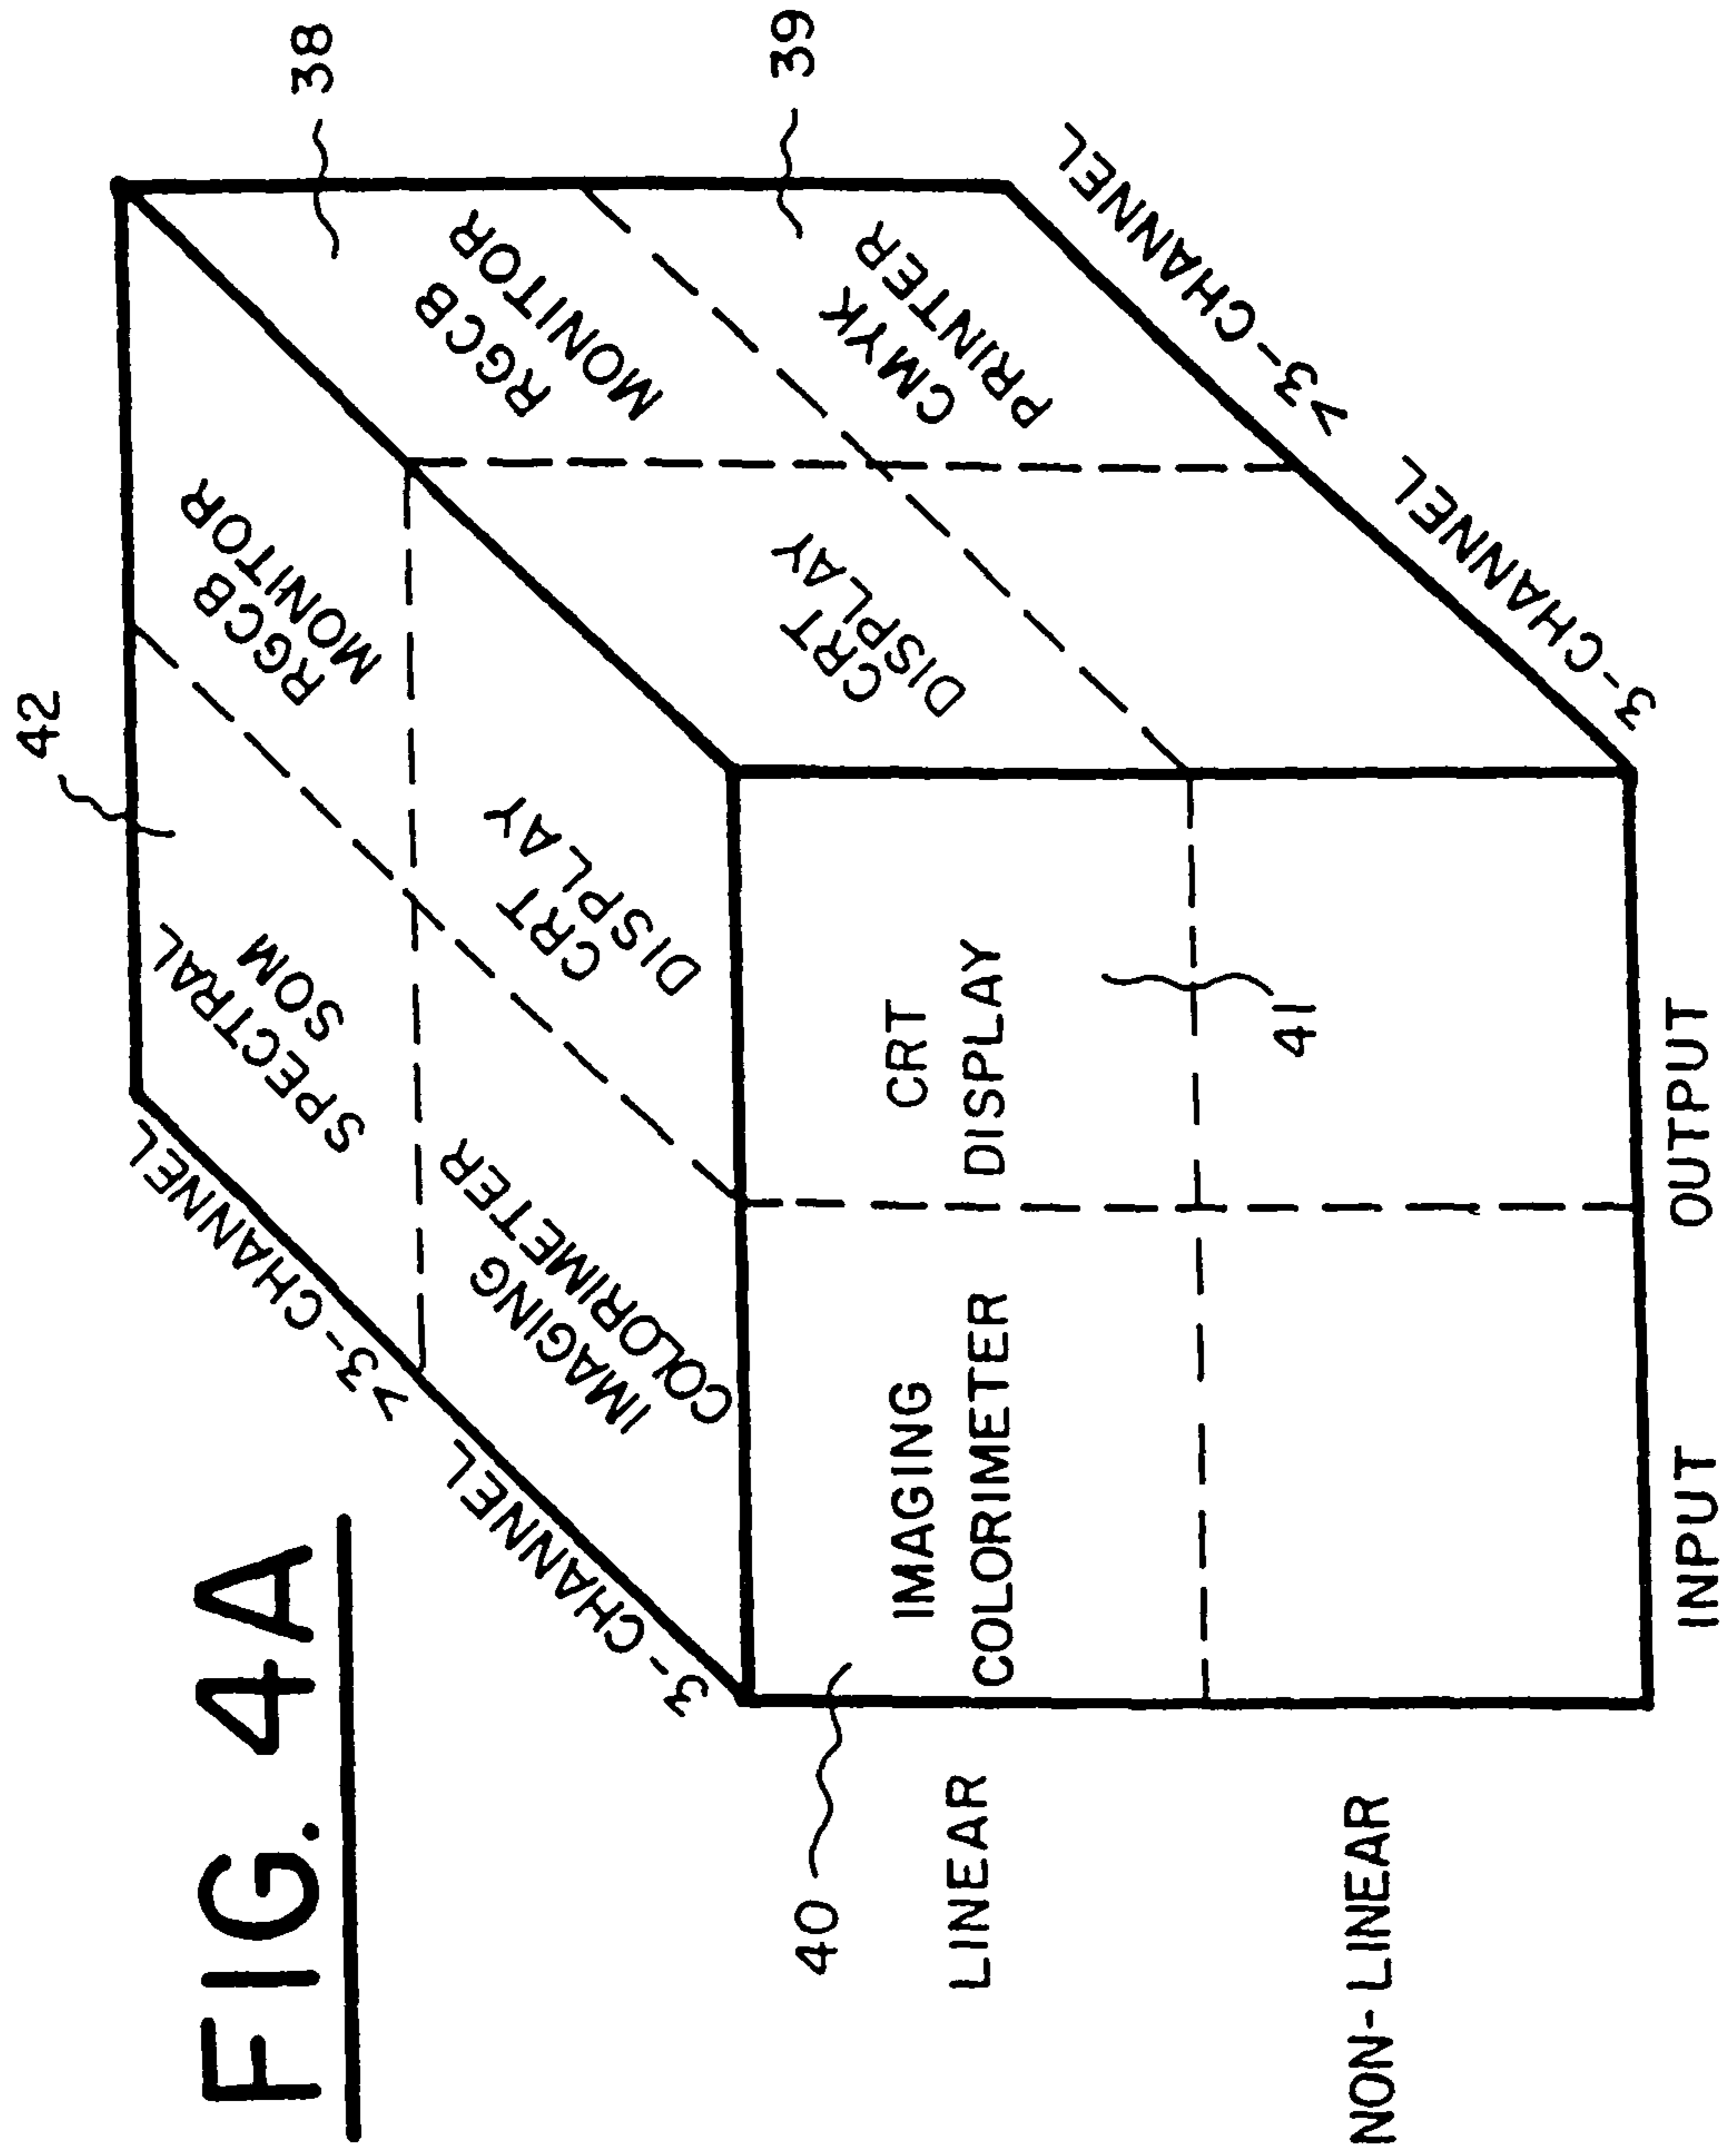 FIG. 4A
42
>3-CHANNEL
SPECTRAL
SOM
RGCB
MONITOR
3-CHANNEL
IMAGING
COLORIMETER
CRT
DISPLAY
RGCB
MONITOR
38
40
LINEAR
IMAGING
COLORIMETER
CRT
DISPLAY
CRT
DISPLAY
CMYK
PRINTER
39
41
NON-LINEAR
>3-CHANNEL
3-CHANNEL
INPUT
OUTPUT